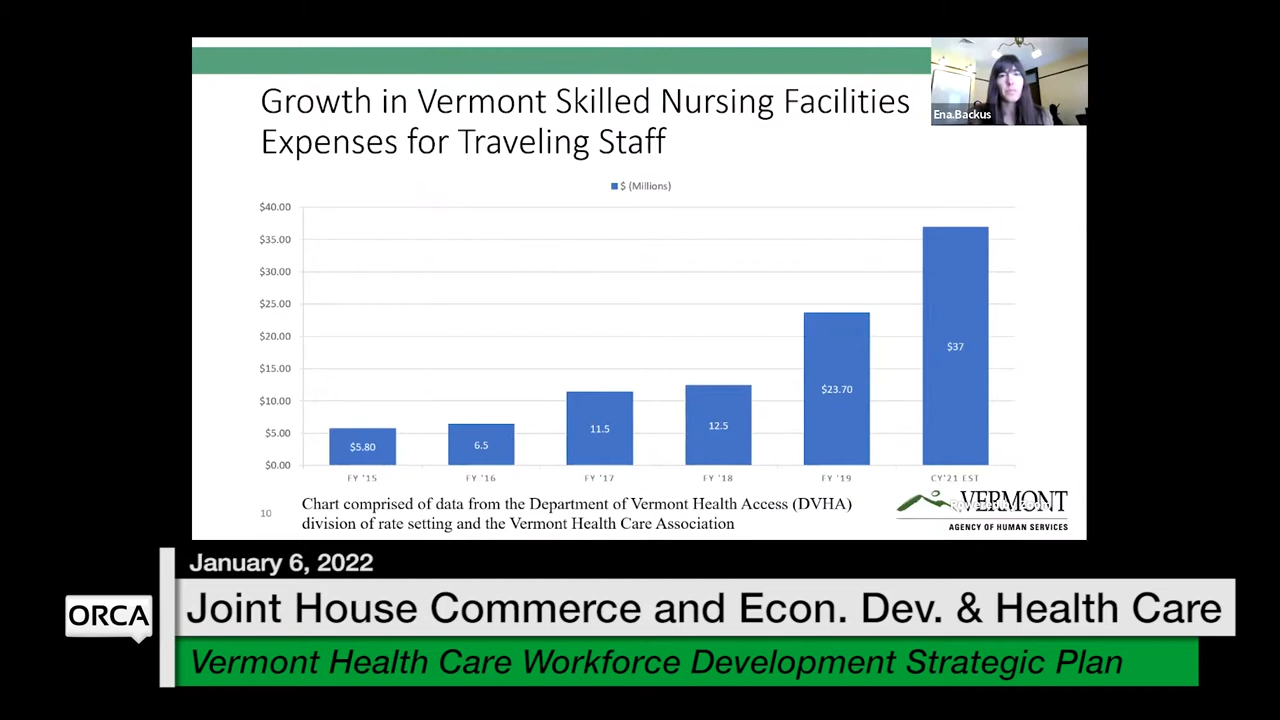 Growth in Vermont Skilled Nursing Facilities
Expenses for Traveling Staff
Ena.Backus
$ (Millions)
$40.00
$35.00
$30.00
$25.00
$20.00
$15.00
$10.00
$5.00
$0.00
$5.80
6.5
11.5
12.5
$23.70
$37
FY '15
FY '16
FY '17
FY '18
FY '19
CY'21 EST
Chart comprised of data from the Department of Vermont Health Access (DVHA)
division of rate setting and the Vermont Health Care Association
10
VERMONT
AGENCY OF HUMAN SERVICES
January 6, 2022
ORCA
Joint House Commerce and Econ. Dev. & Health Care
Vermont Health Care Workforce Development Strategic Plan